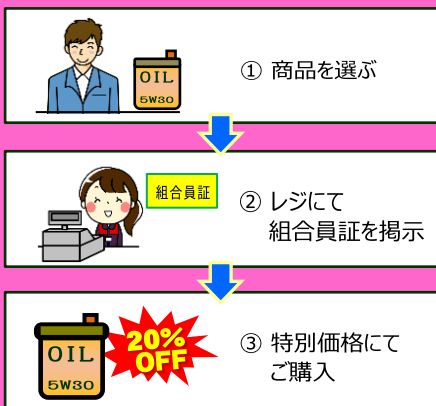 OIL
5W30
① 商品を選ぶ
組合員証
② レジにて
組合員証を掲示
OIL
5W30
20%
OFF
③ 特別価格にて
ご購入